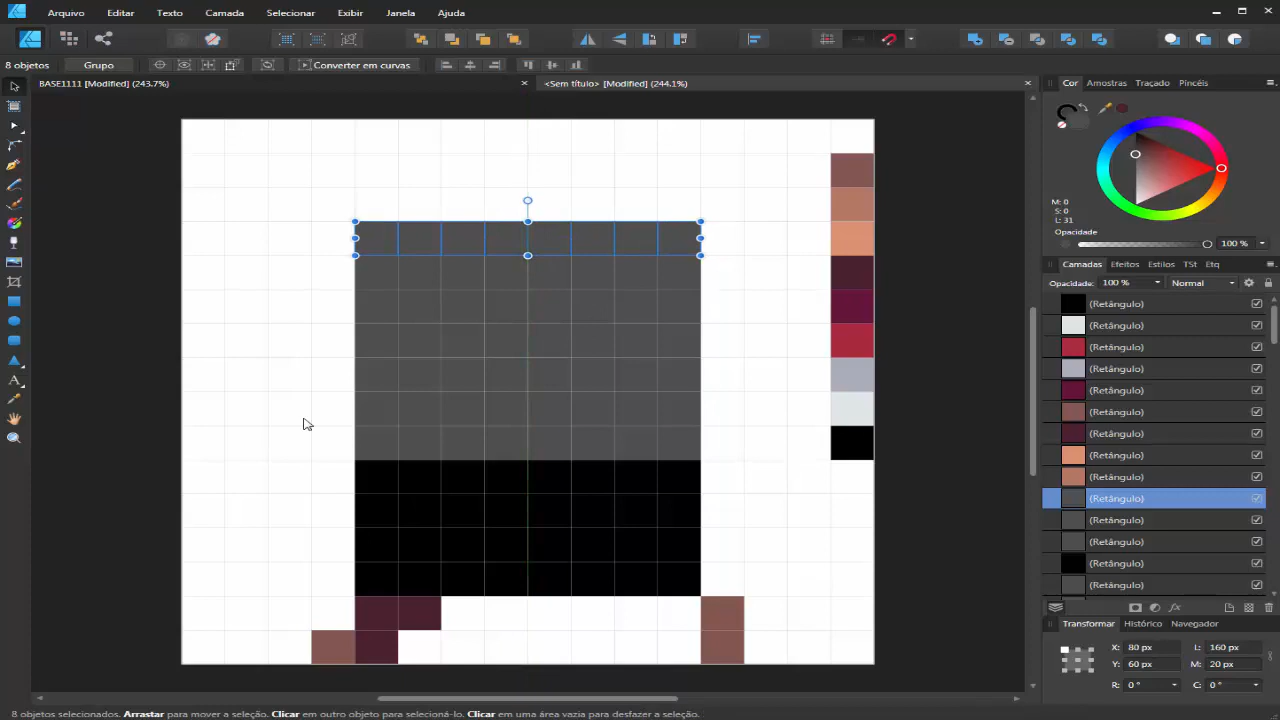 Arquivo Editar Texto Camada Selecionar Exibir Janela Ajuda
8 objetos Grupo Converter em curvas
BASE1111 [Modified] (243.7%) <Sem título> [Modified] (244.1%)
Cor Amostras Traçado Pincéis
M: 0
S: 0
L: 31
Opacidade
100 %
Camadas Efeitos Estilos TSt Etq
Opacidade: 100 % Normal
(Retângulo)
(Retângulo)
(Retângulo)
(Retângulo)
(Retângulo)
(Retângulo)
(Retângulo)
(Retângulo)
(Retângulo)
(Retângulo)
(Retângulo)
(Retângulo)
(Retângulo)
(Retângulo)
Transformar Histórico Navegador
X: 80 px L: 160 px
Y: 60 px M: 20 px
R: 0 ° C: 0 °
8 objetos selecionados. Arrastar para mover a seleção. Clicar em outro objeto para selecioná-lo. Clicar em uma área vazia para desfazer a seleção.